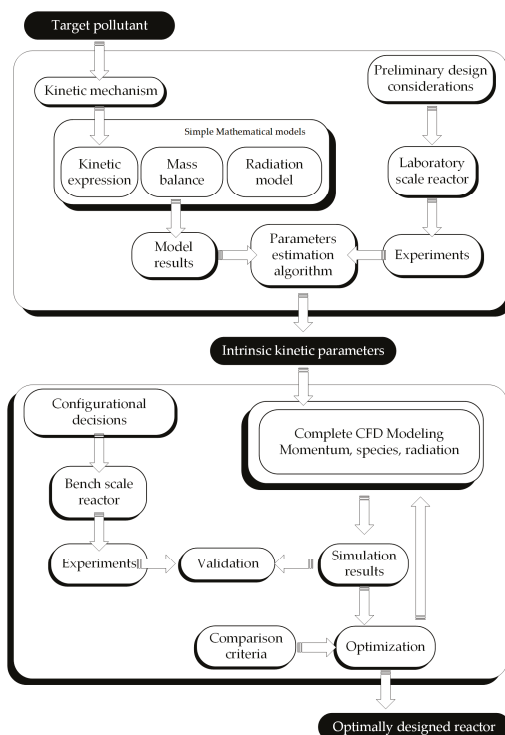 Target pollutant
Kinetic mechanism
Preliminary design
considerations
Simple Mathematical models
Kinetic
expression
Mass
balance
Radiation
model
Laboratory
scale reactor
Model
results
Parameters
estimation
algorithm
Experiments
Intrinsic kinetic parameters
Configurational
decisions
Complete CFD Modeling
Momentum, species, radiation
Bench scale
reactor
Experiments
Validation
Simulation
results
Comparison
criteria
Optimization
Optimally designed reactor